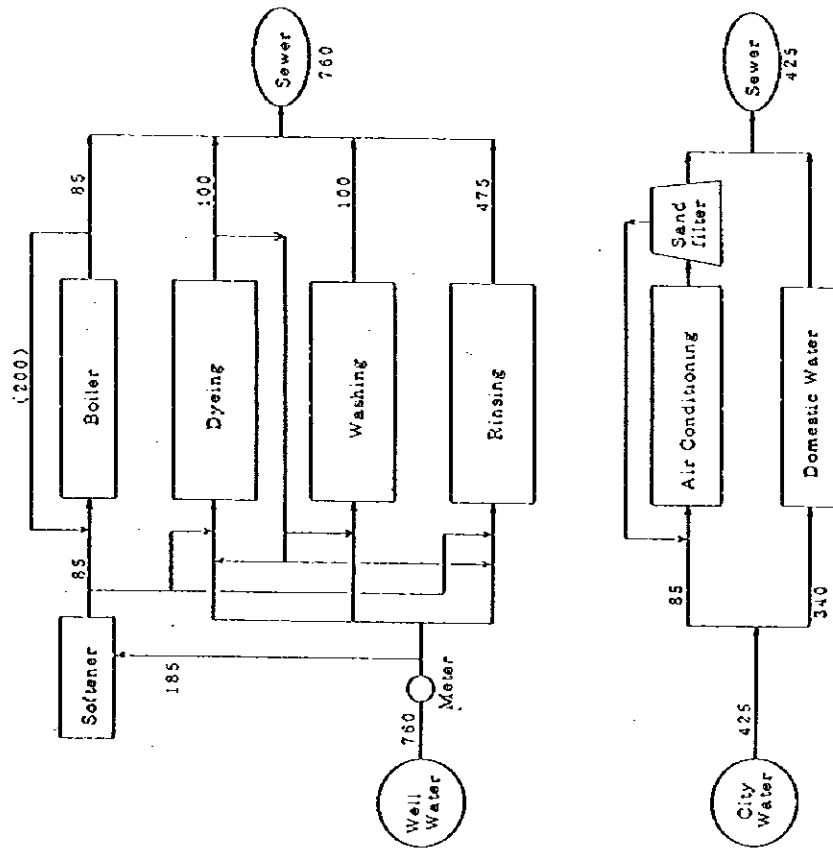 Well
Water
760
Meter
185
Softener
85
(200)
Boiler
85
Dyeing
100
Washing
100
Rinsing
475
Sewer
760
City
Water
425
85
Air Conditioning
Sand
filter
340
Domestic Water
Sewer
425